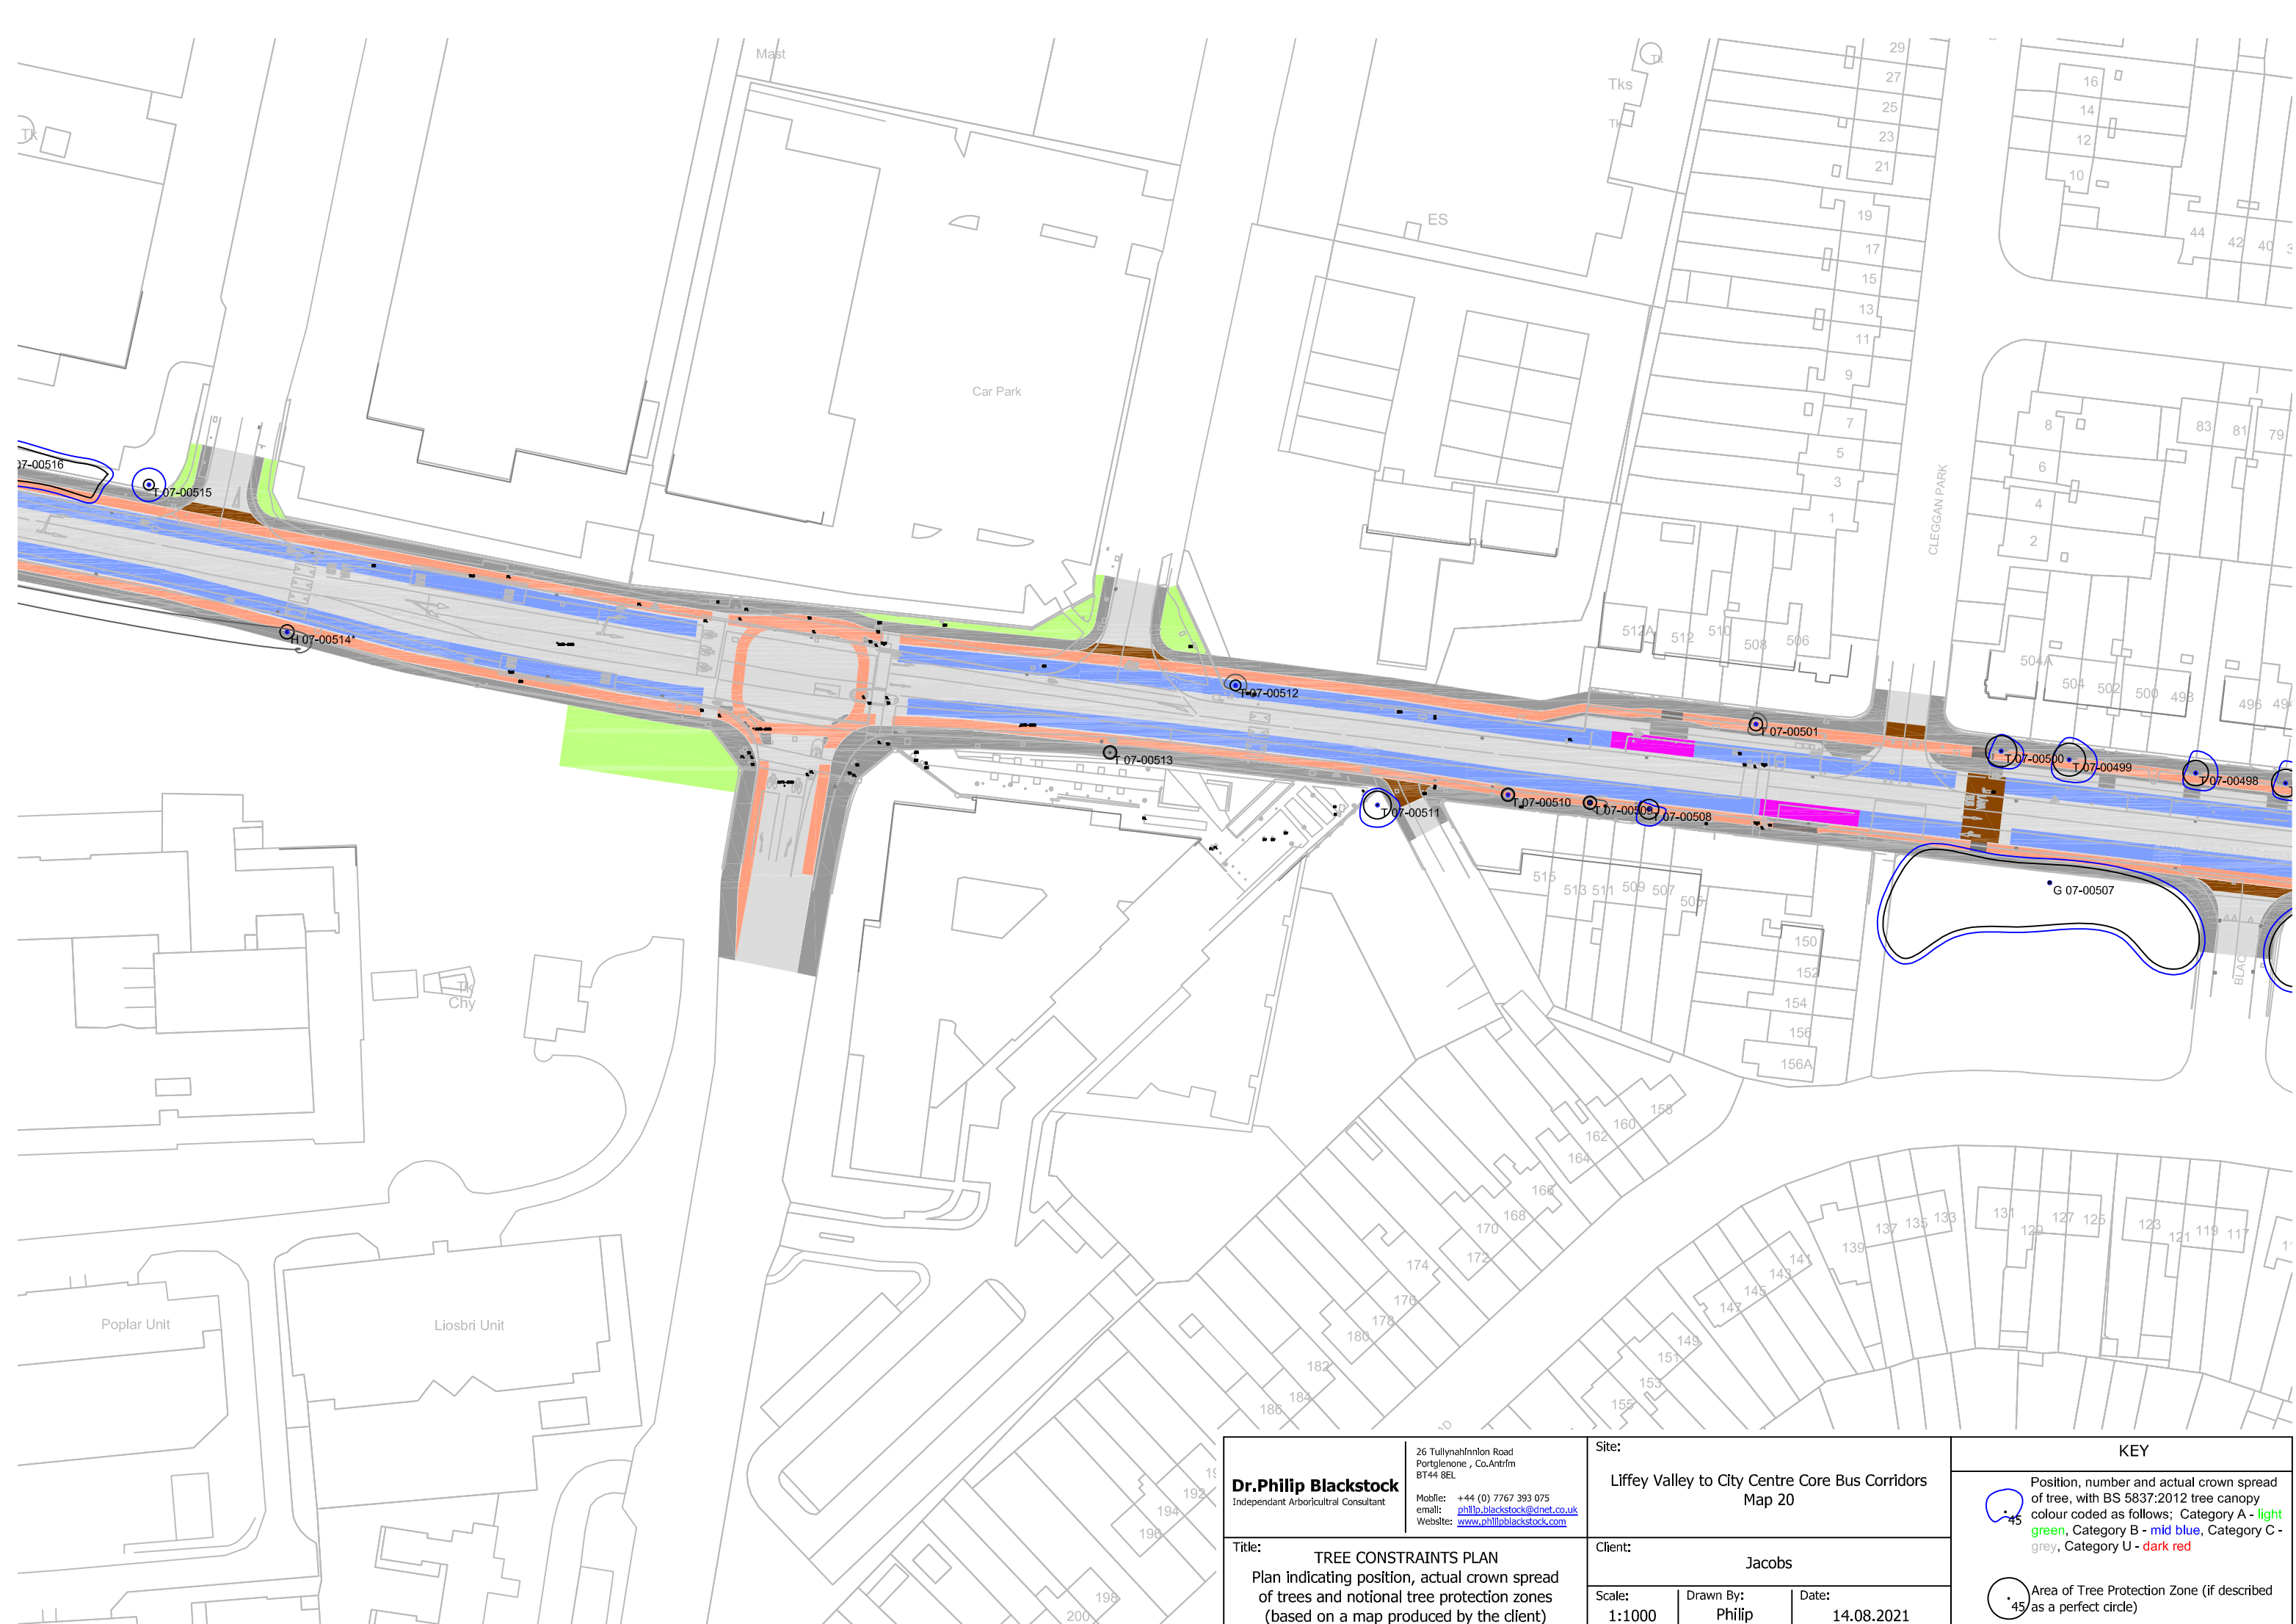 Mast
Tk
Tks
Tk
Tk
ES
Car Park
29
27
25
23
21
19
17
15
13
11
9
7
5
3
1
16
14
12
10
44
42
40
8
6
4
2
83
81
79
CLEGGAN PARK
512A
512
510
508
506
504A
504
502
500
498
496
07-00516
T 07-00515
H 07-00514*
T 07-00512
T 07-00513
T 07-00501
T 07-00500
T 07-00499
T 07-00498
T 07-00511
T 07-00510
T 07-00509
T 07-00508
G 07-00507
515
513
511
509
507
505
150
152
154
156
156A
Tk
Chy
158
160
162
164
166
168
170
172
174
176
178
180
182
184
186
192
194
196
198
200
131
129
127
125
123
121
119
117
133
135
137
139
141
143
145
147
149
151
153
155
Poplar Unit
Liosbri Unit
Dr.Philip Blackstock
Independant Arboricultral Consultant
26 Tullynahinnion Road
Portglenone , Co.Antrim
BT44 8EL
Mobile: +44 (0) 7767 393 075
email: philip.blackstock@dnet.co.uk
Website: www.philipblackstock.com
Title:
TREE CONSTRAINTS PLAN
Plan indicating position, actual crown spread
of trees and notional tree protection zones
(based on a map produced by the client)
Site:
Liffey Valley to City Centre Core Bus Corridors
Map 20
Client:
Jacobs
Scale:
1:1000
Drawn By:
Philip
Date:
14.08.2021
KEY
45
Position, number and actual crown spread
of tree, with BS 5837:2012 tree canopy
colour coded as follows; Category A - light
green, Category B - mid blue, Category C -
grey, Category U - dark red
45
Area of Tree Protection Zone (if described
as a perfect circle)